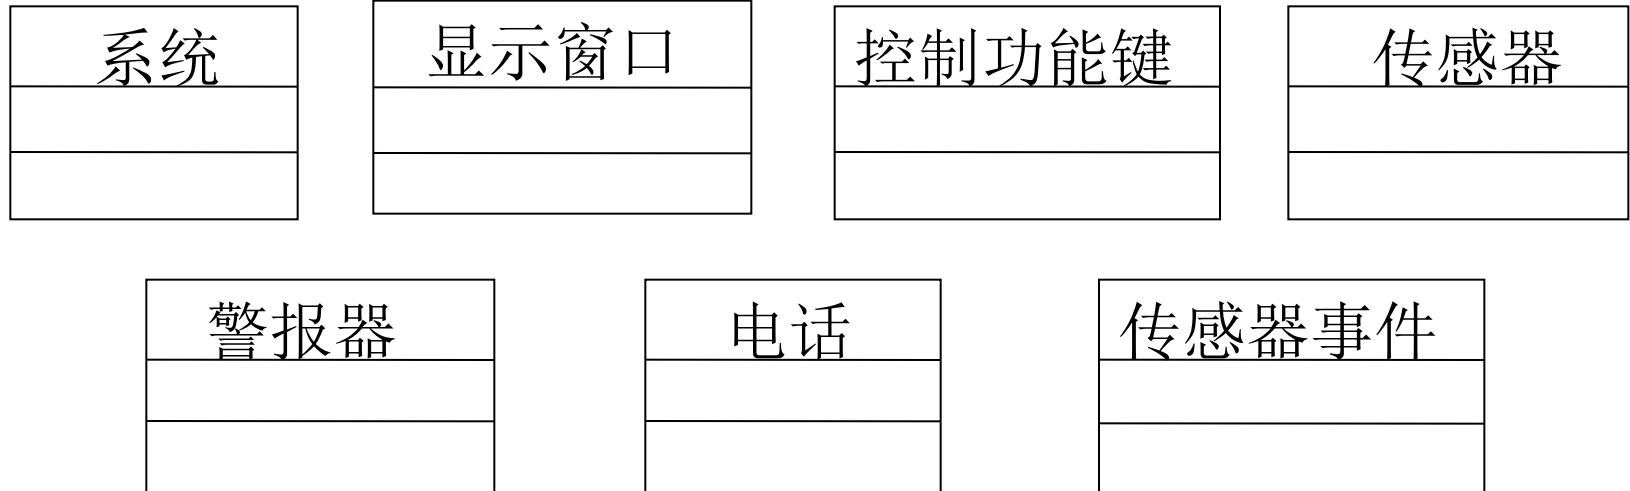 系统
显示窗口
控制功能键
传感器
警报器
电话
传感器事件